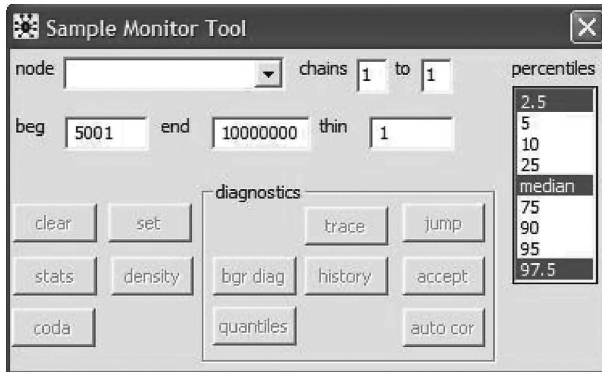 Sample Monitor Tool
node chains 1 to 1 percentiles
beg 5001 end 10000000 thin 1
2.5
5
10
25
median
75
90
95
97.5
diagnostics
clear set trace jump
stats density bgr diag history accept
coda quantiles auto cor